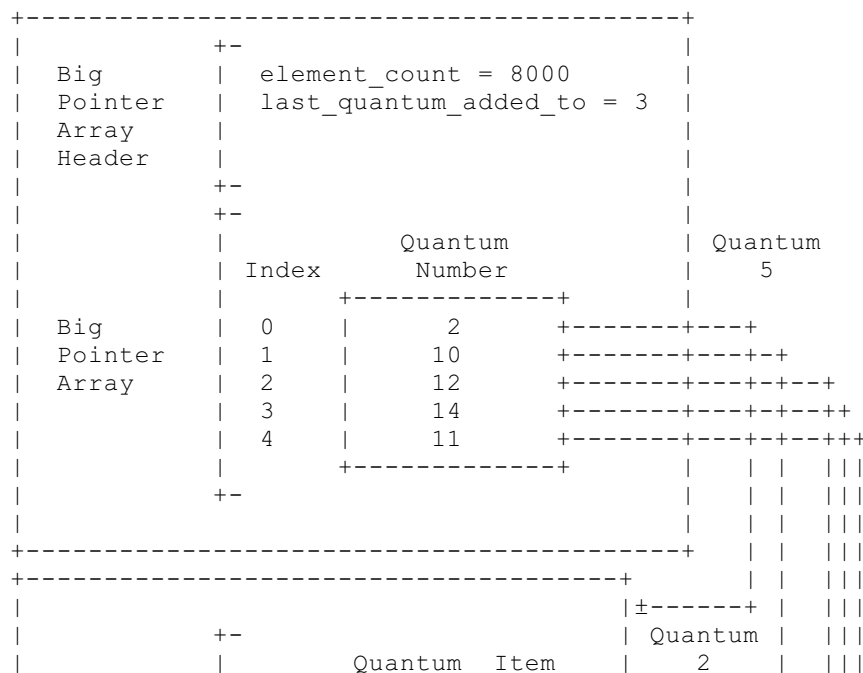 +------------------------------------------+
|            +-                             |
|  Big       |  element_count = 8000        |
|  Pointer   |  last_quantum_added_to = 3   |
|  Array     |                              |
|  Header    |                              |
|            +-                             |
|            +-                             |
|            |           Quantum            | Quantum
|            | Index      Number            |    5
|            |       +-------------+        |
|  Big       |  0    |      2      +-------+---+
|  Pointer   |  1    |     10      +-------+---+-+
|  Array     |  2    |     12      +-------+---+-+--+
|            |  3    |     14      +-------+---+-+--++
|            |  4    |     11      +-------+---+-+--+++
|            |       +-------------+       |   | |  |||
|            +-                            |   | |  |||
|                                          |   | |  |||
+------------------------------------------+   | |  |||
+--------------------------------------+       | |  |||
|                                      |±------+ |  |||
|            +-                        | Quantum |  |||
|            |        Quantum  Item    |    2    |  |||